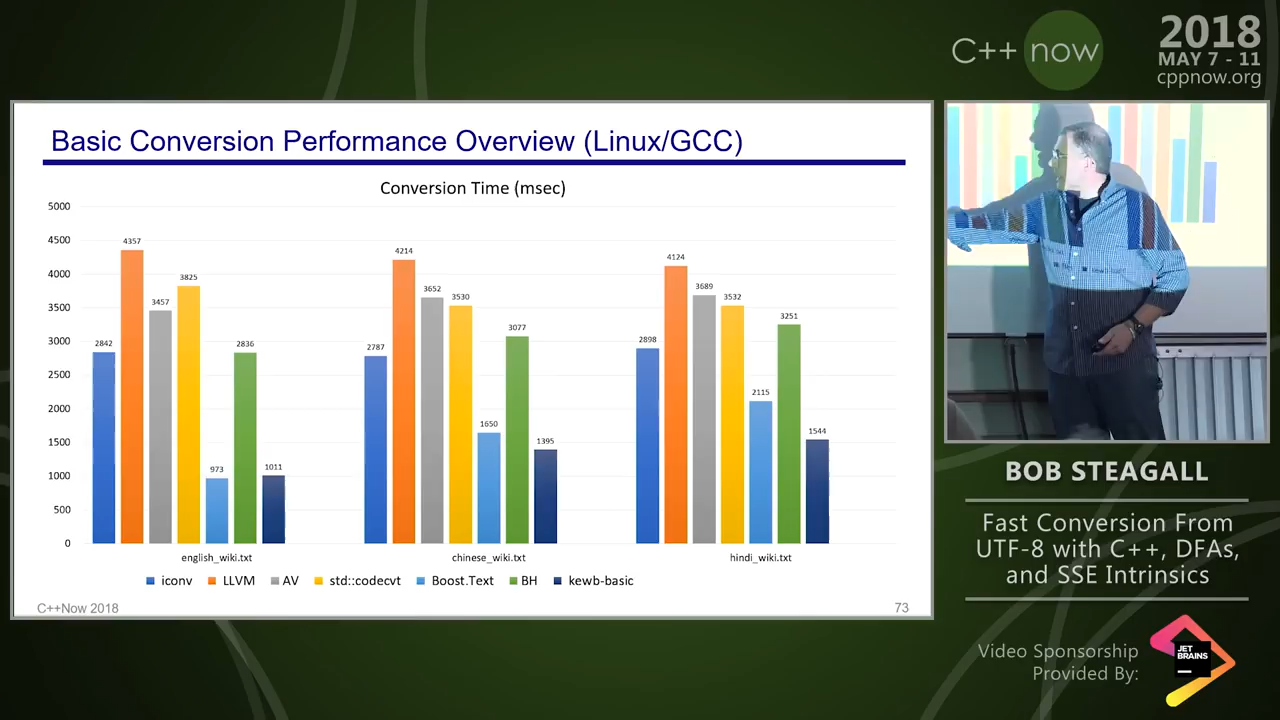 C++ now
2018
MAY 7 - 11
cppnow.org
Basic Conversion Performance Overview (Linux/GCC)
Conversion Time (msec)
5000
4500
4000
3500
3000
2500
2000
1500
1000
500
0
2842
4357
3457
3825
973
2836
1011
2787
4214
3652
3530
1650
3077
1395
2898
4124
3689
3532
2115
3251
1544
english_wiki.txt
chinese_wiki.txt
hindi_wiki.txt
iconv LLVM AV std::codecvt Boost.Text BH kewb-basic
C++Now 2018
73
BOB STEAGALL
Fast Conversion From
UTF-8 with C++, DFAs,
and SSE Intrinsics
Video Sponsorship
Provided By:
JET
BRAINS